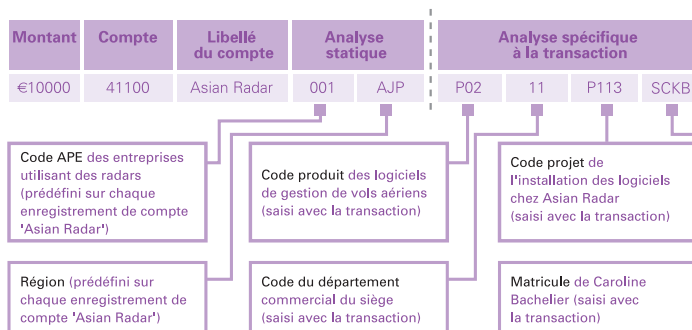 Montant Compte Libellé du compte Analyse statique Analyse spécifique à la transaction
€10000 41100 Asian Radar 001 AJP P02 11 P113 SCKB
Code APE des entreprises
utilisant des radars
(prédéfini sur chaque
enregistrement de compte
'Asian Radar')
Code produit des logiciels
de gestion de vols aériens
(saisi avec la transaction)
Code projet de
l'installation des logiciels
chez Asian Radar
(saisi avec la transaction)
Région (prédéfini sur
chaque enregistrement de
compte 'Asian Radar')
Code du département
commercial du siège
(saisi avec la transaction)
Matricule de Caroline
Bachelier (saisi avec
la transaction)